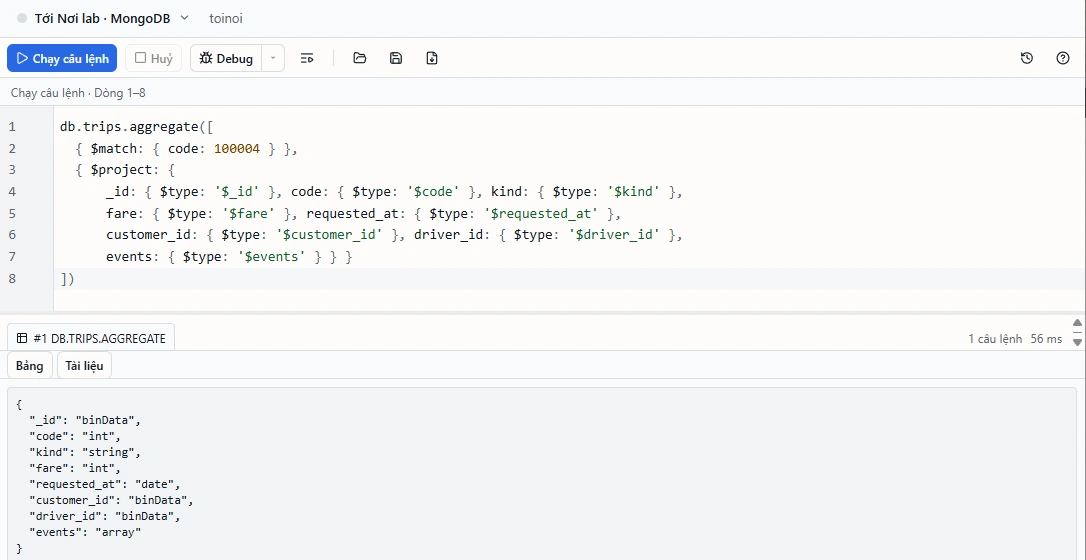 Tới Nơi lab · MongoDB toinoi
Chạy câu lệnh Huỷ Debug
Chạy câu lệnh · Dòng 1–8
1 db.trips.aggregate([
2 { $match: { code: 100004 } },
3 { $project: {
4 _id: { $type: '$_id' }, code: { $type: '$code' }, kind: { $type: '$kind' },
5 fare: { $type: '$fare' }, requested_at: { $type: '$requested_at' },
6 customer_id: { $type: '$customer_id' }, driver_id: { $type: '$driver_id' },
7 events: { $type: '$events' } } }
8 ])
#1 DB.TRIPS.AGGREGATE 1 câu lệnh 56 ms
Bảng Tài liệu
{
"_id": "binData",
"code": "int",
"kind": "string",
"fare": "int",
"requested_at": "date",
"customer_id": "binData",
"driver_id": "binData",
"events": "array"
}